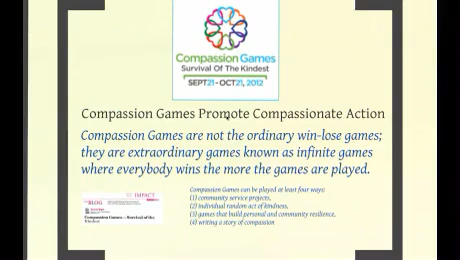 Compassion Games
Survival Of The Kindest
SEPT21 - OCT21, 2012
Compassion Games Promote Compassionate Action
Compassion Games are not the ordinary win-lose games;
they are extraordinary games known as infinite games
where everybody wins the more the games are played.
Compassion Games can be played at least four ways:
(1) community service projects,
(2) individual random act of kindness,
(3) games that build personal and community resilience,
(4) writing a story of compassion
IMPACT
BLOG
Compassion Games: Survival of the
Kindest